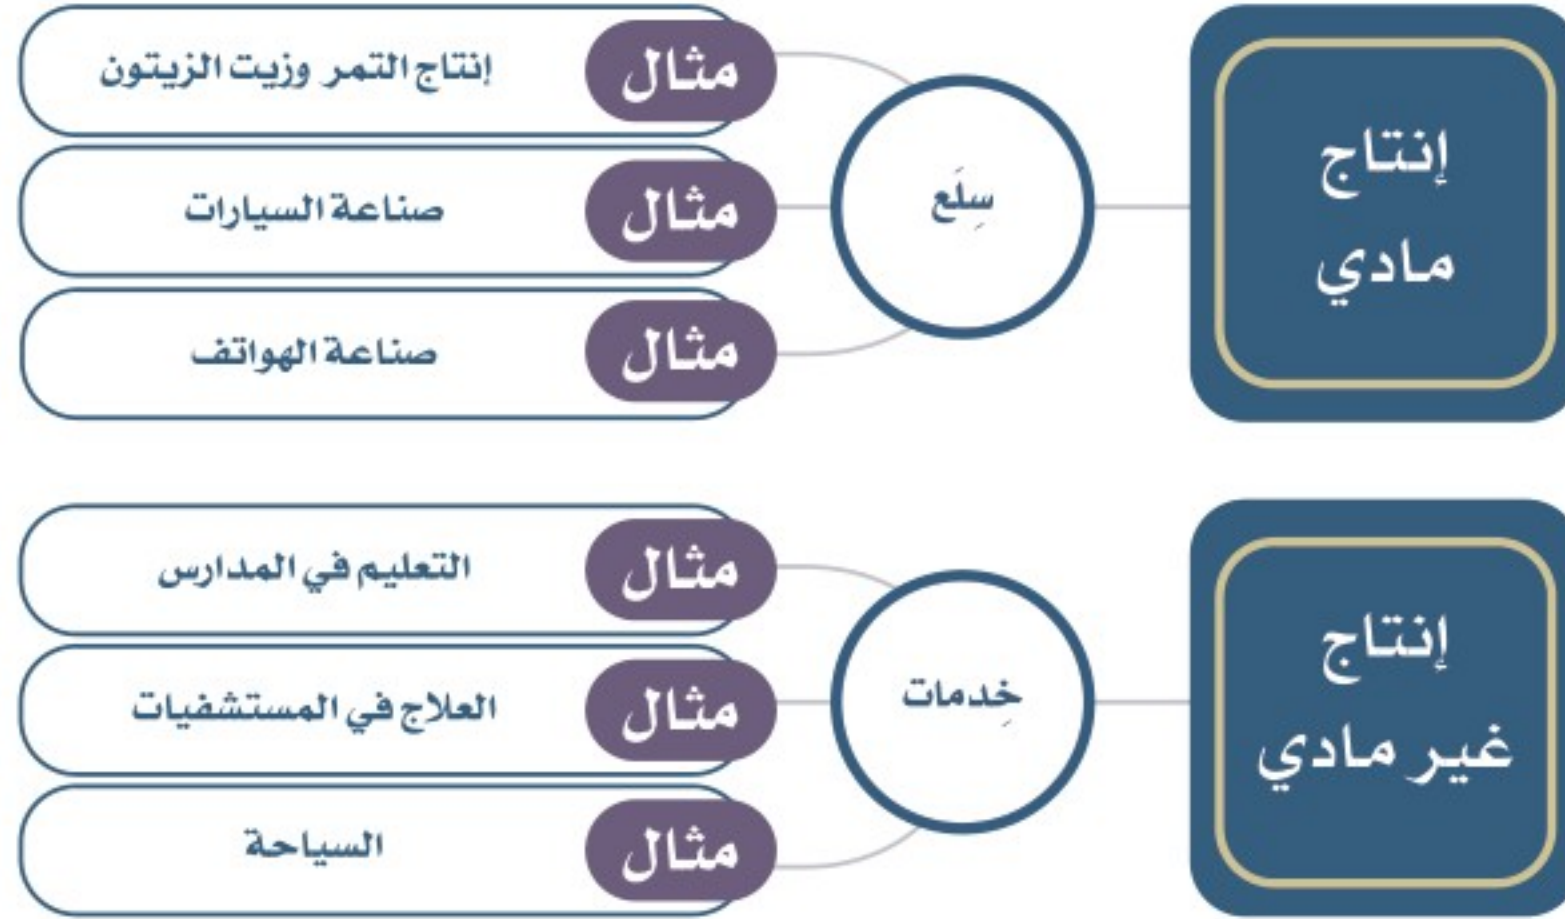 إنتاج
مادي
سِلَع
مثال
إنتاج التمر وزيت الزيتون
مثال
صناعة السيارات
مثال
صناعة الهواتف
إنتاج
غير مادي
خِدمات
مثال
التعليم في المدارس
مثال
العلاج في المستشفيات
مثال
السياحة